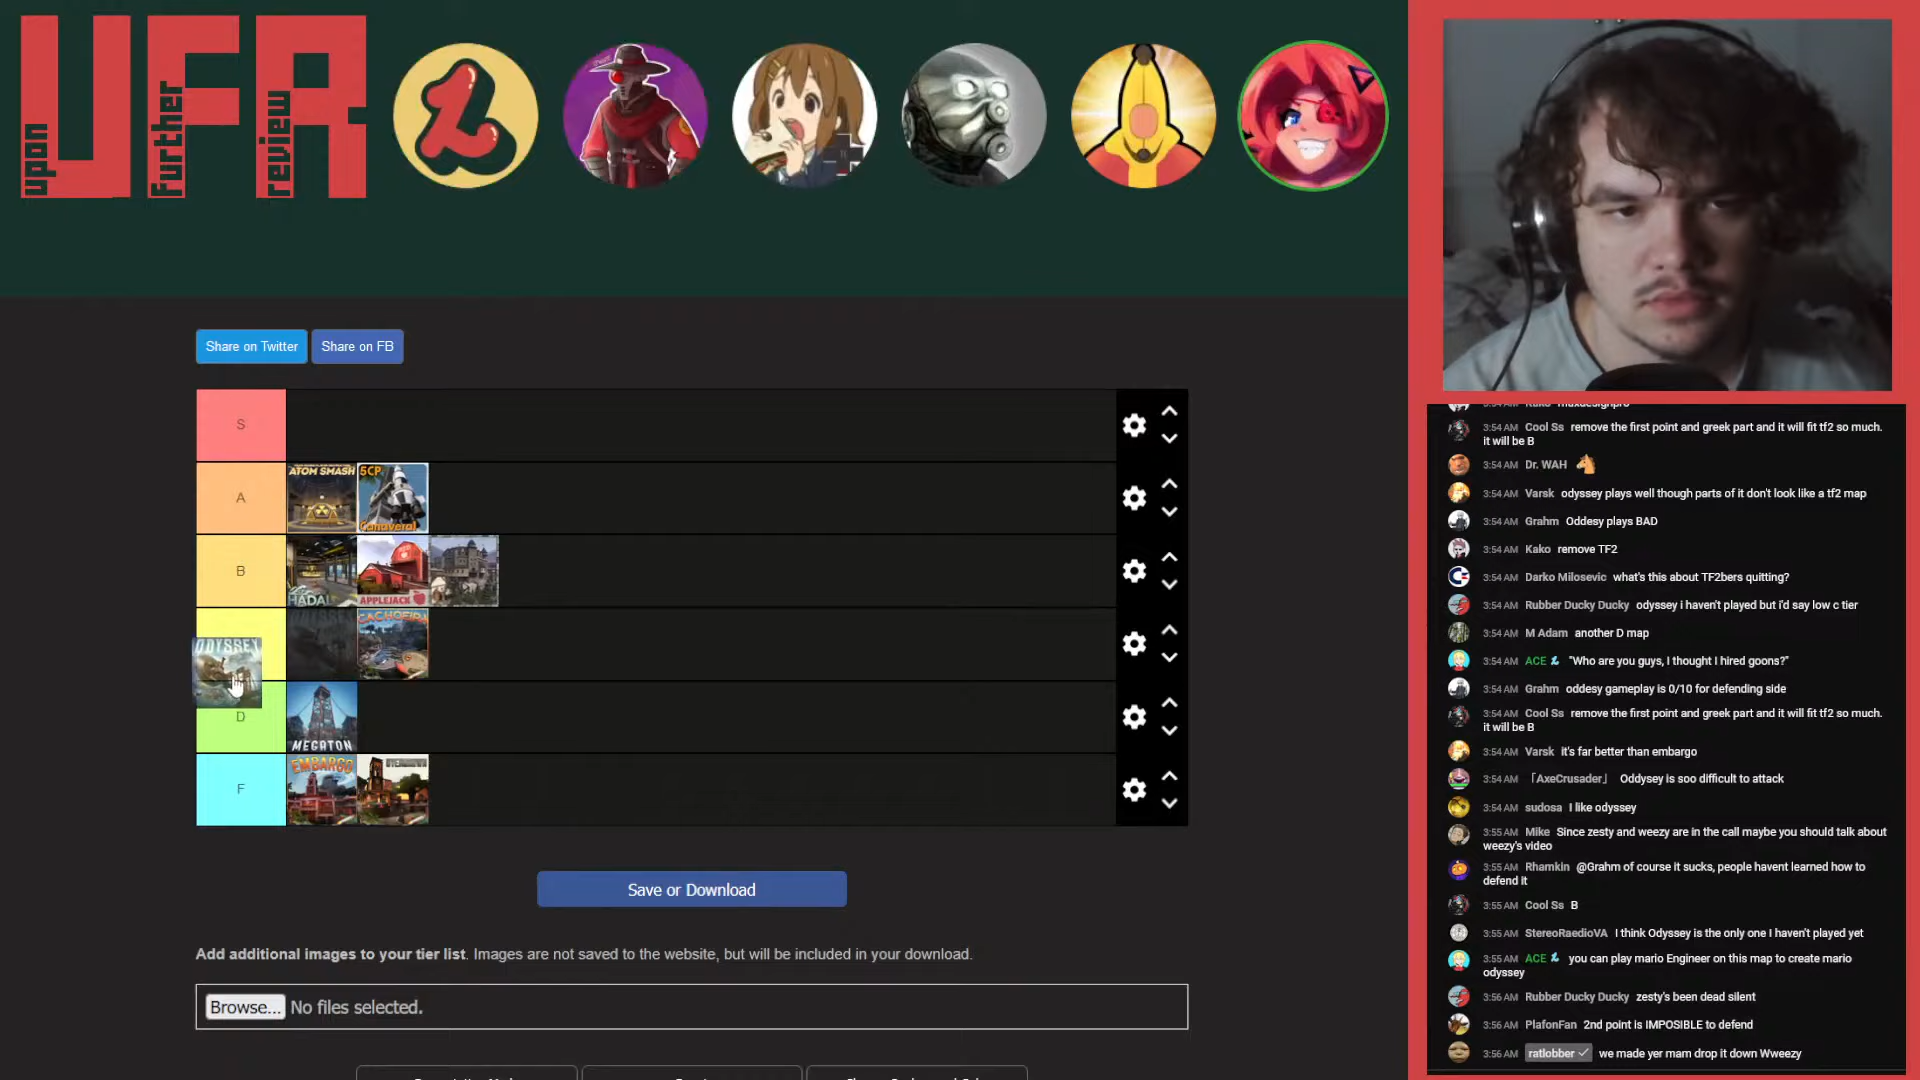 UFR
upon
Further
review
Share on Twitter
Share on FB
S
A
ATOM SMASH
5CP
Canaveral
B
HADAL
APPLEJACK
CACHOEIRA
ODYSSEY
D
MEGATON
F
EMBARGO
Save or Download
Add additional images to your tier list. Images are not saved to the website, but will be included in your download.
Browse... No files selected.
3:54 AM Cool Ss remove the first point and greek part and it will fit tf2 so much.
it will be B
3:54 AM Dr. WAH
3:54 AM Varsk odyssey plays well though parts of it don't look like a tf2 map
3:54 AM Grahm Oddesy plays BAD
3:54 AM Kako remove TF2
3:54 AM Darko Milosevic what's this about TF2bers quitting?
3:54 AM Rubber Ducky Ducky odyssey i haven't played but i'd say low c tier
3:54 AM M Adam another D map
3:54 AM ACE "Who are you guys, I thought I hired goons?"
3:54 AM Grahm oddesy gameplay is 0/10 for defending side
3:54 AM Cool Ss remove the first point and greek part and it will fit tf2 so much.
it will be B
3:54 AM Varsk it's far better than embargo
3:54 AM 「AxeCrusader」 Oddysey is soo difficult to attack
3:54 AM sudosa I like odyssey
3:55 AM Mike Since zesty and weezy are in the call maybe you should talk about
weezy's video
3:55 AM Rhamkin @Grahm of course it sucks, people havent learned how to
defend it
3:55 AM Cool Ss B
3:55 AM StereoRaedioVA I think Odyssey is the only one I haven't played yet
3:55 AM ACE you can play mario Engineer on this map to create mario
odyssey
3:56 AM Rubber Ducky Ducky zesty's been dead silent
3:56 AM PlafonFan 2nd point is IMPOSIBLE to defend
3:56 AM ratlobber ✓ we made yer mam drop it down Wweezy